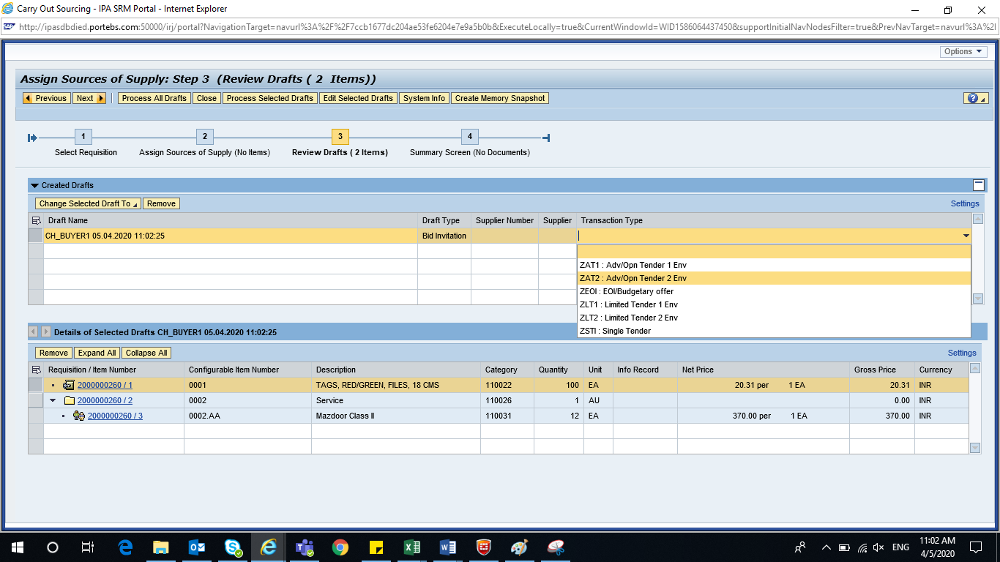 Carry Out Sourcing - IPA SRM Portal - Internet Explorer
http://ipasdbdied.portebs.com:50000/irj/portal?NavigationTarget=navurl%3A%2F%2F7ccb1677dc204ae53fe6204e7e9a5b0b&ExecuteLocally=true&CurrentWindowId=WID1586064437450&supportInitialNavNodesFilter=true&PrevNavTarget=navurl%3A%2
Options
Assign Sources of Supply: Step 3 (Review Drafts ( 2 Items))
Previous Next Process All Drafts Close Process Selected Drafts Edit Selected Drafts System Info Create Memory Snapshot
1 2 3 4
Select Requisition Assign Sources of Supply (No Items) Review Drafts ( 2 Items) Summary Screen (No Documents)
Created Drafts
Change Selected Draft To Remove Settings
Draft Name Draft Type Supplier Number Supplier Transaction Type
CH_BUYER1 05.04.2020 11:02:25 Bid Invitation
ZAT1 : Adv/Opn Tender 1 Env
ZAT2 : Adv/Opn Tender 2 Env
ZEOI : EOI/Budgetary offer
ZLT1 : Limited Tender 1 Env
ZLT2 : Limited Tender 2 Env
ZSTI : Single Tender
Details of Selected Drafts CH_BUYER1 05.04.2020 11:02:25
Remove Expand All Collapse All Settings
Requisition / Item Number Configurable Item Number Description Category Quantity Unit Info Record Net Price Gross Price Currency
2000000260 / 1 0001 TAGS, RED/GREEN, FILES, 18 CMS 110022 100 EA 20.31 per 1 EA 20.31 INR
2000000260 / 2 0002 Service 110026 1 AU 0.00 INR
2000000260 / 3 0002.AA Mazdoor Class II 110031 12 EA 370.00 per 1 EA 370.00 INR
ENG
11:02 AM
4/5/2020